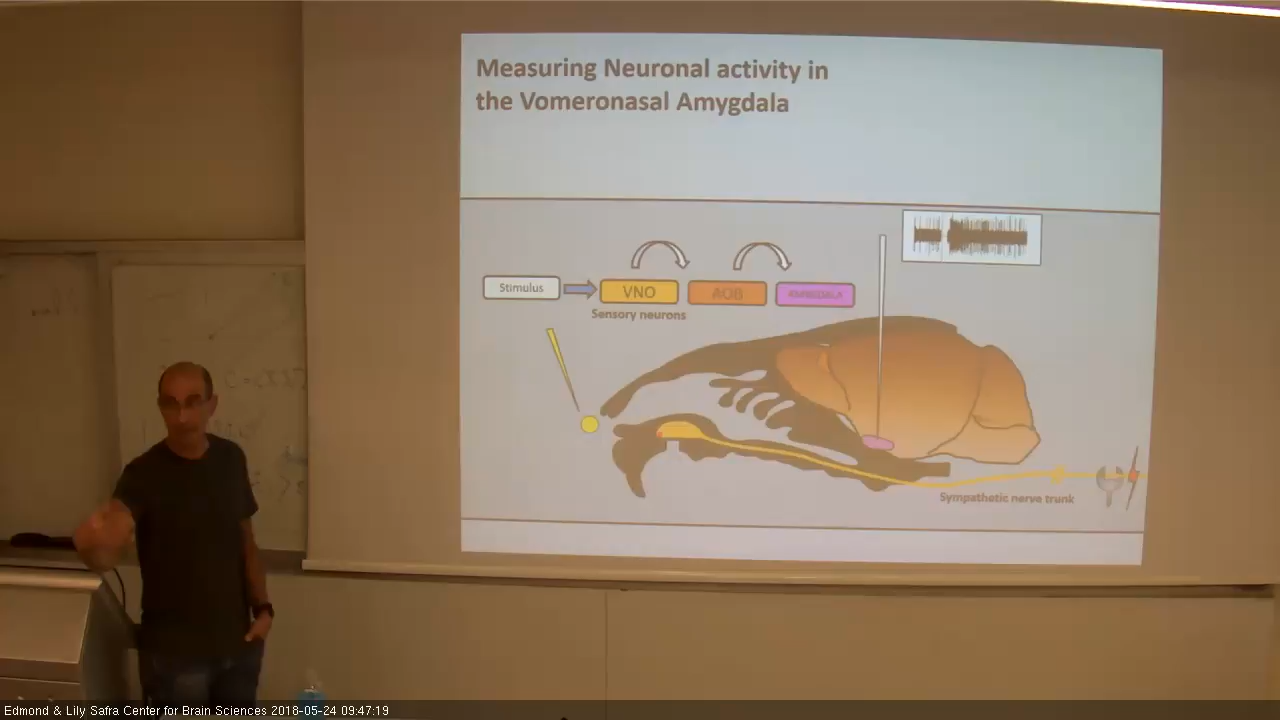 Measuring Neuronal activity in
the Vomeronasal Amygdala
Stimulus
VNO
AOB
AMYGDALA
Sensory neurons
Sympathetic nerve trunk
Edmond & Lily Safra Center for Brain Sciences 2018-05-24 09:47:19